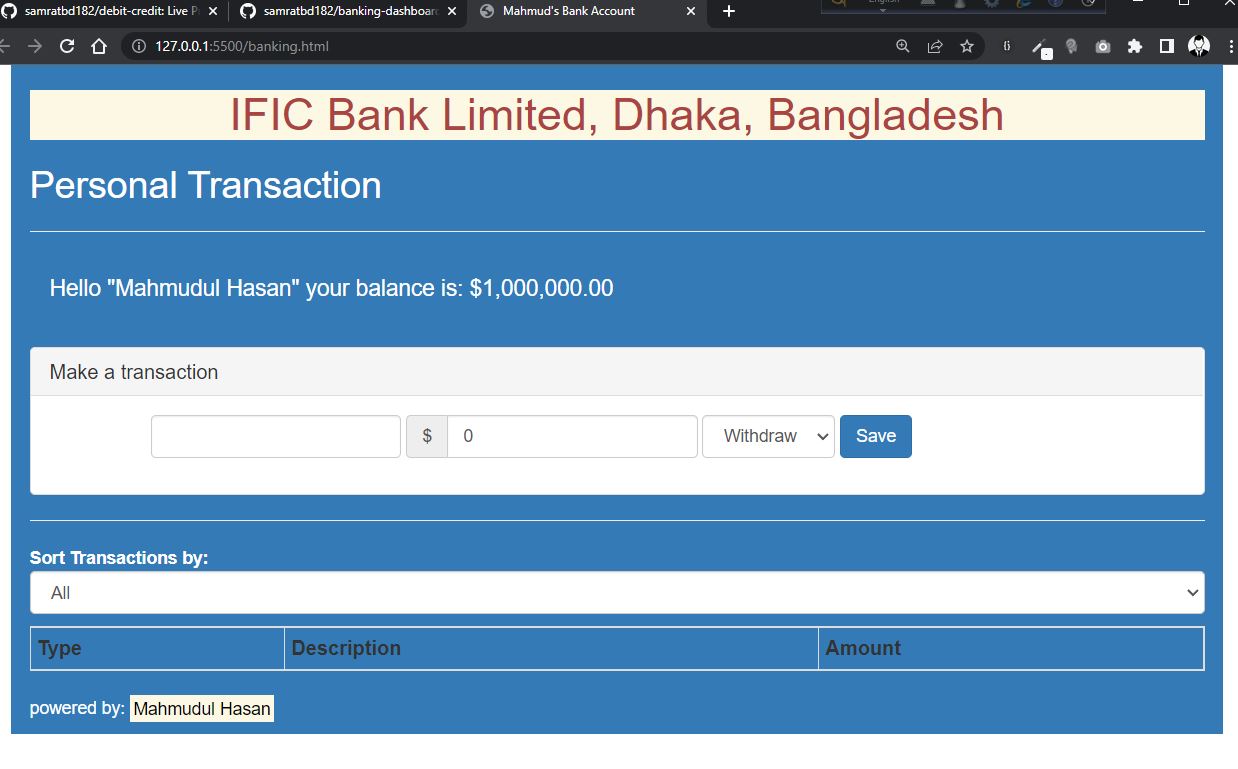 samratbd182/debit-credit: Live P
samratbd182/banking-dashboar
Mahmud's Bank Account
English
127.0.0.1:5500/banking.html
IFIC Bank Limited, Dhaka, Bangladesh
Personal Transaction
Hello "Mahmudul Hasan" your balance is: $1,000,000.00
Make a transaction
$ 0 Withdraw Save
Sort Transactions by:
All
Type Description Amount
powered by: Mahmudul Hasan